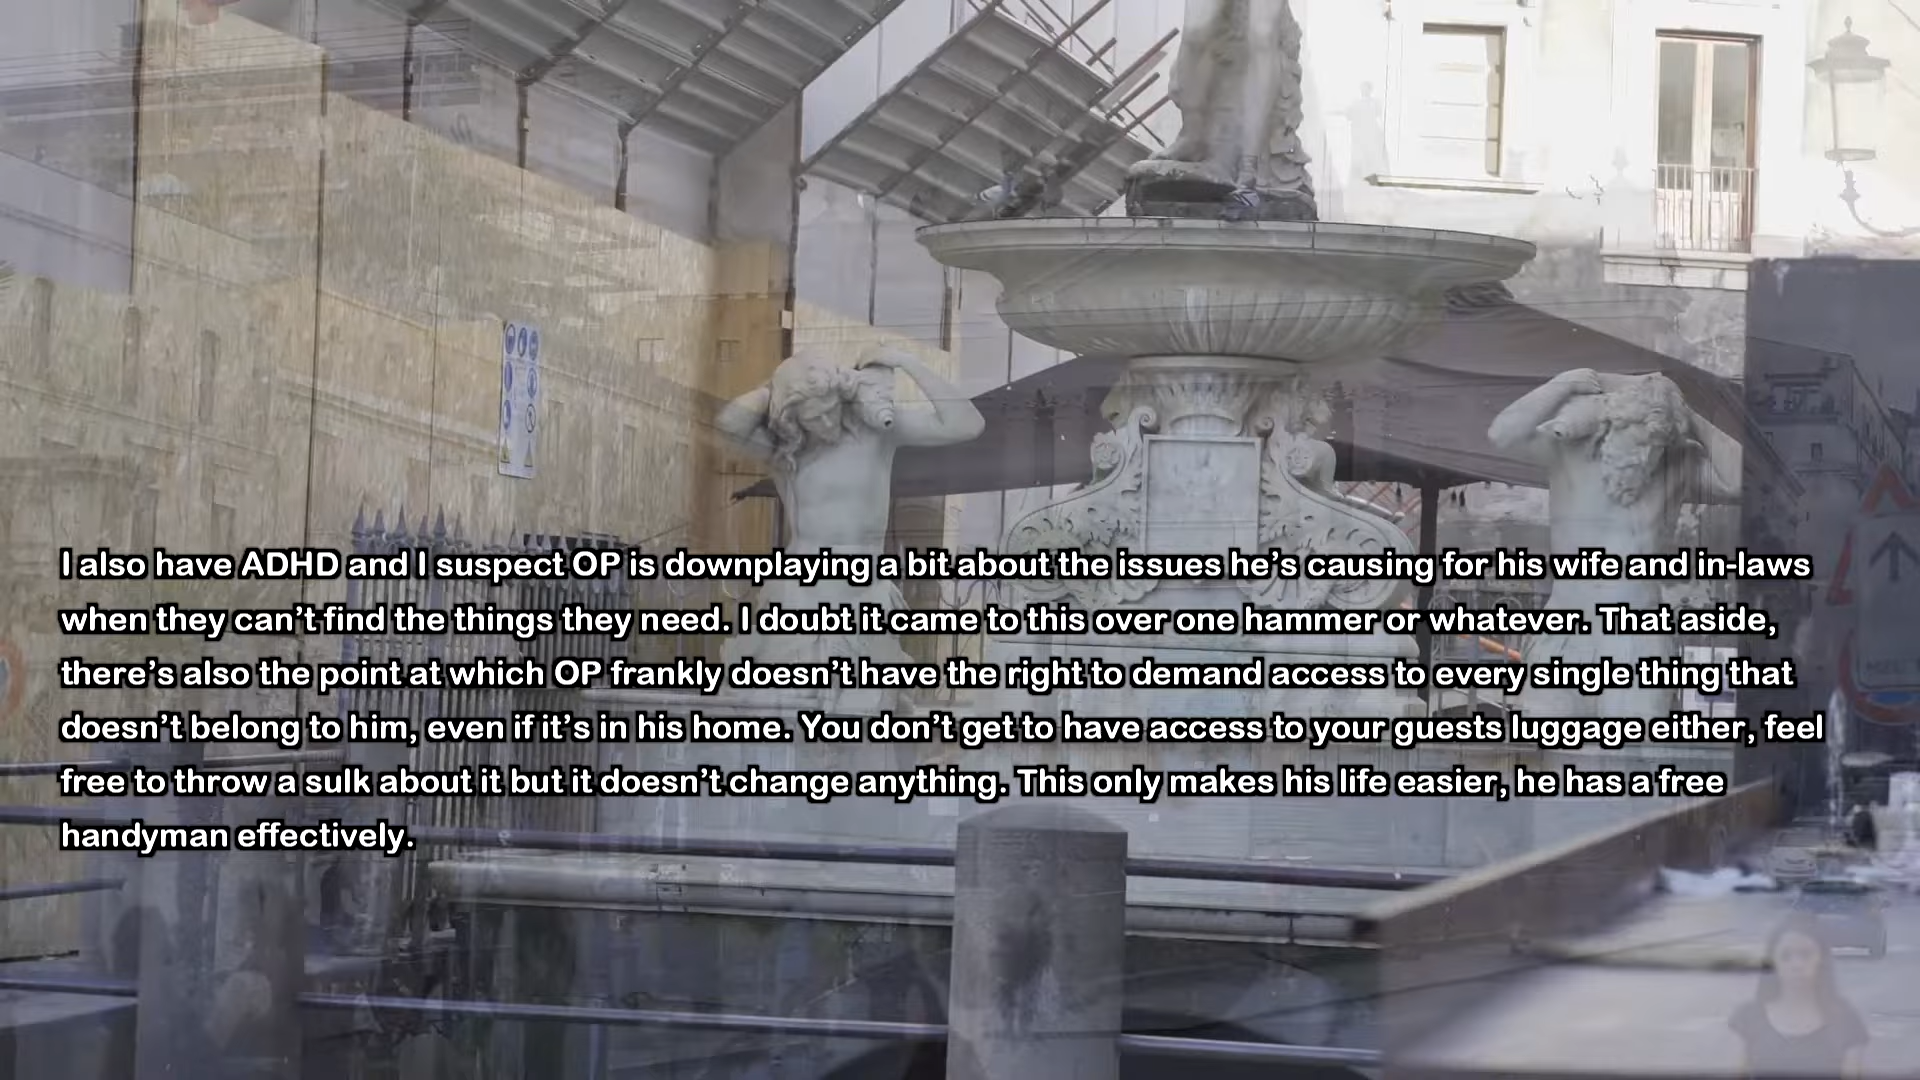 I also have ADHD and I suspect OP is downplaying a bit about the issues he’s causing for his wife and in-laws
when they can’t find the things they need. I doubt it came to this over one hammer or whatever. That aside,
there’s also the point at which OP frankly doesn’t have the right to demand access to every single thing that
doesn’t belong to him, even if it’s in his home. You don’t get to have access to your guests luggage either, feel
free to throw a sulk about it but it doesn’t change anything. This only makes his life easier, he has a free
handyman effectively.